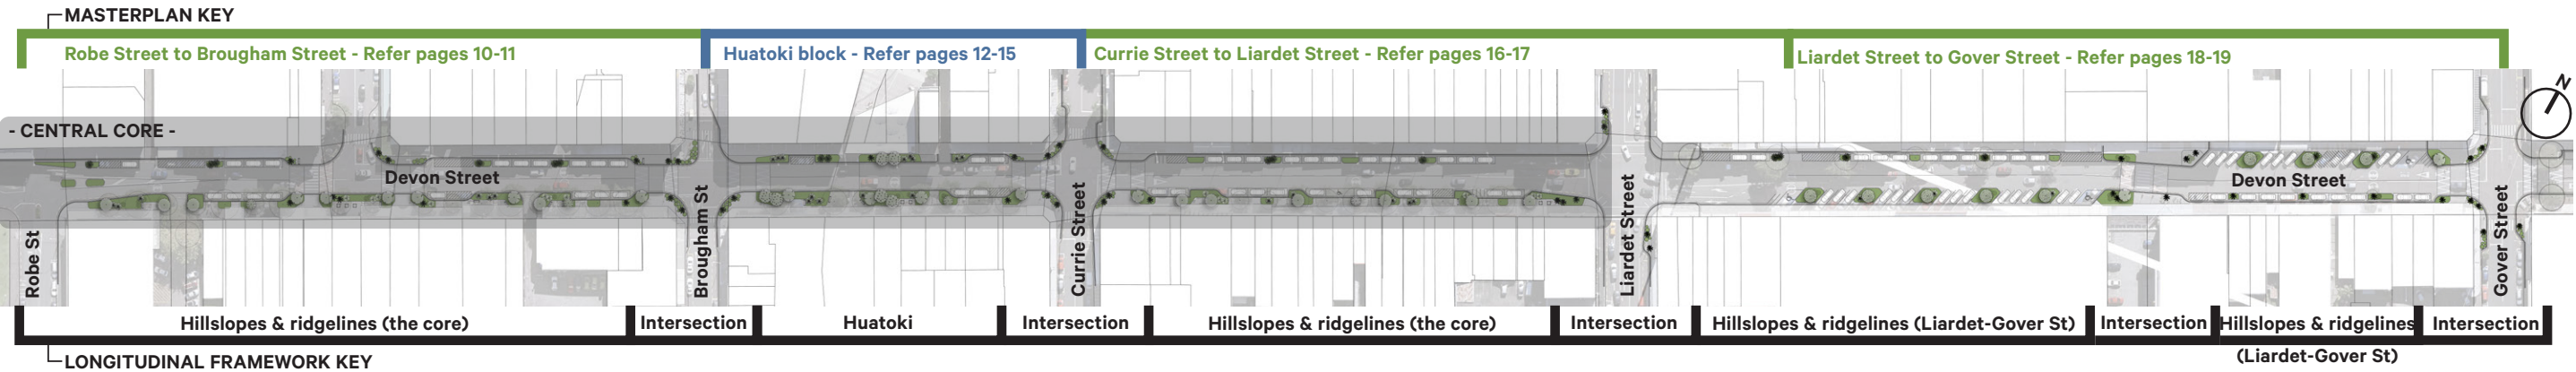 MASTERPLAN KEY
Robe Street to Brougham Street - Refer pages 10-11
Huatoki block - Refer pages 12-15
Currie Street to Liardet Street - Refer pages 16-17
Liardet Street to Gover Street - Refer pages 18-19
N
- CENTRAL CORE -
Devon Street
Devon Street
Robe St
Brougham St
Currie Street
Liardet Street
Gover Street
Hillslopes & ridgelines (the core)
Intersection
Huatoki
Intersection
Hillslopes & ridgelines (the core)
Intersection
Hillslopes & ridgelines (Liardet-Gover St)
Intersection
Hillslopes & ridgelines
(Liardet-Gover St)
Intersection
LONGITUDINAL FRAMEWORK KEY